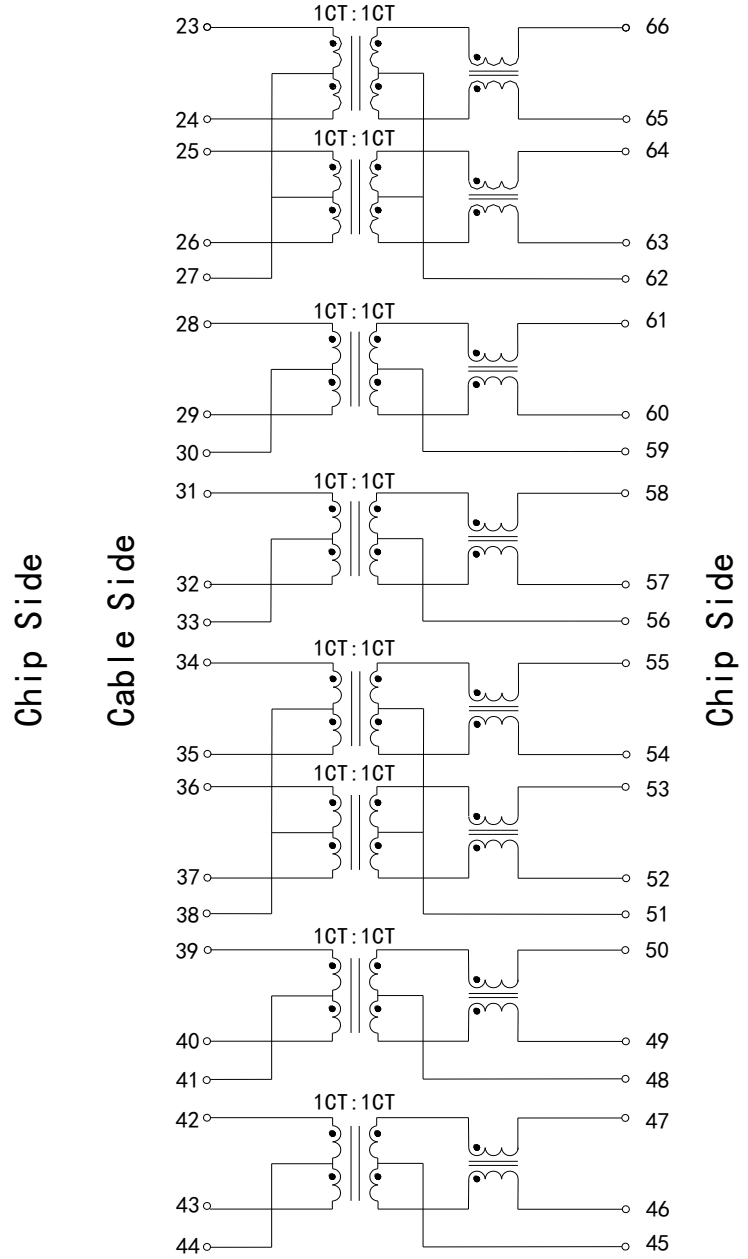 1CT:1CT
23 66
24 65
1CT:1CT
25 64
26 63
27 62
1CT:1CT
28 61
29 60
30 59
1CT:1CT
31 58
32 57
33 56
Chip Side
Cable Side
Chip Side
1CT:1CT
34 55
35 54
1CT:1CT
36 53
37 52
38 51
1CT:1CT
39 50
40 49
41 48
1CT:1CT
42 47
43 46
44 45